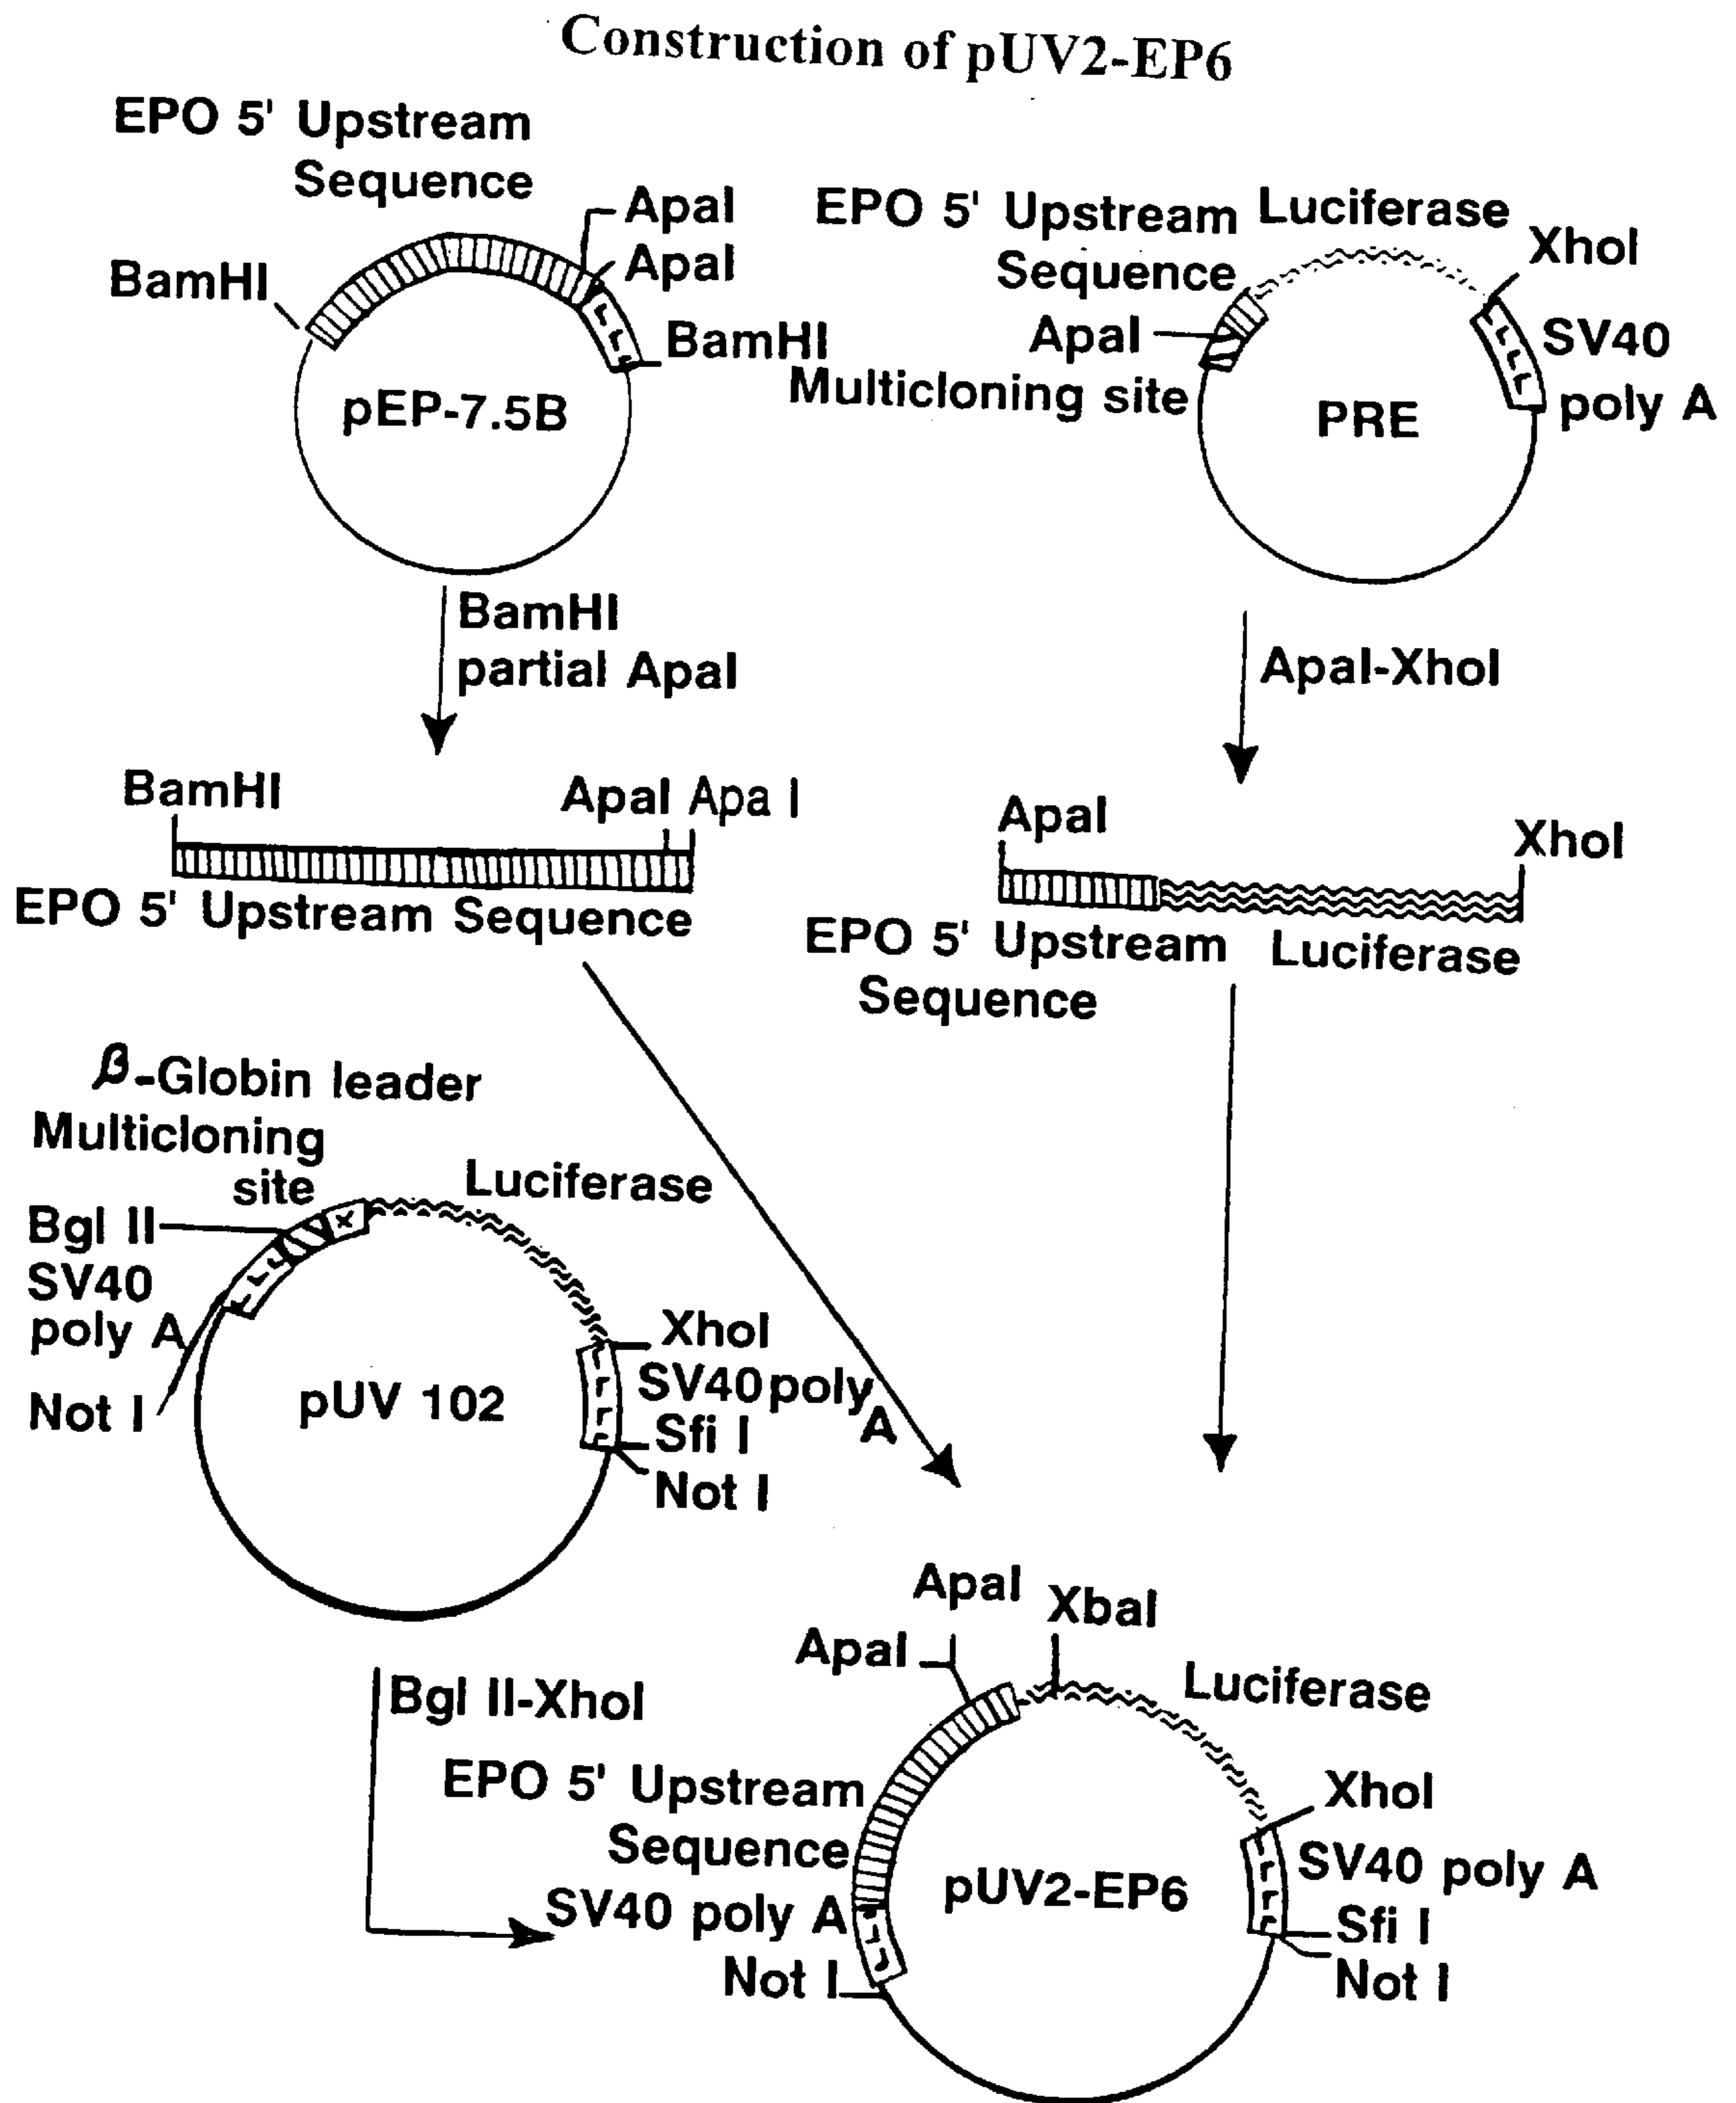 Construction of pUV2-EP6
EPO 5' Upstream
Sequence
ApaI
ApaI
BamHI
BamHI
pEP-7.5B
EPO 5' Upstream
Sequence
Luciferase
XhoI
ApaI
Multicloning site
SV40
poly A
PRE
BamHI
partial ApaI
ApaI-XhoI
BamHI
ApaI Apa I
EPO 5' Upstream Sequence
ApaI
XhoI
EPO 5' Upstream
Sequence
Luciferase
β-Globin leader
Multicloning
site
Luciferase
Bgl II
SV40
poly A
Not I
pUV 102
XhoI
SV40 poly
A
Sfi I
Not I
Bgl II-XhoI
ApaI
XbaI
ApaI
Luciferase
EPO 5' Upstream
Sequence
SV40 poly A
Not I
pUV2-EP6
XhoI
SV40 poly A
Sfi I
Not I